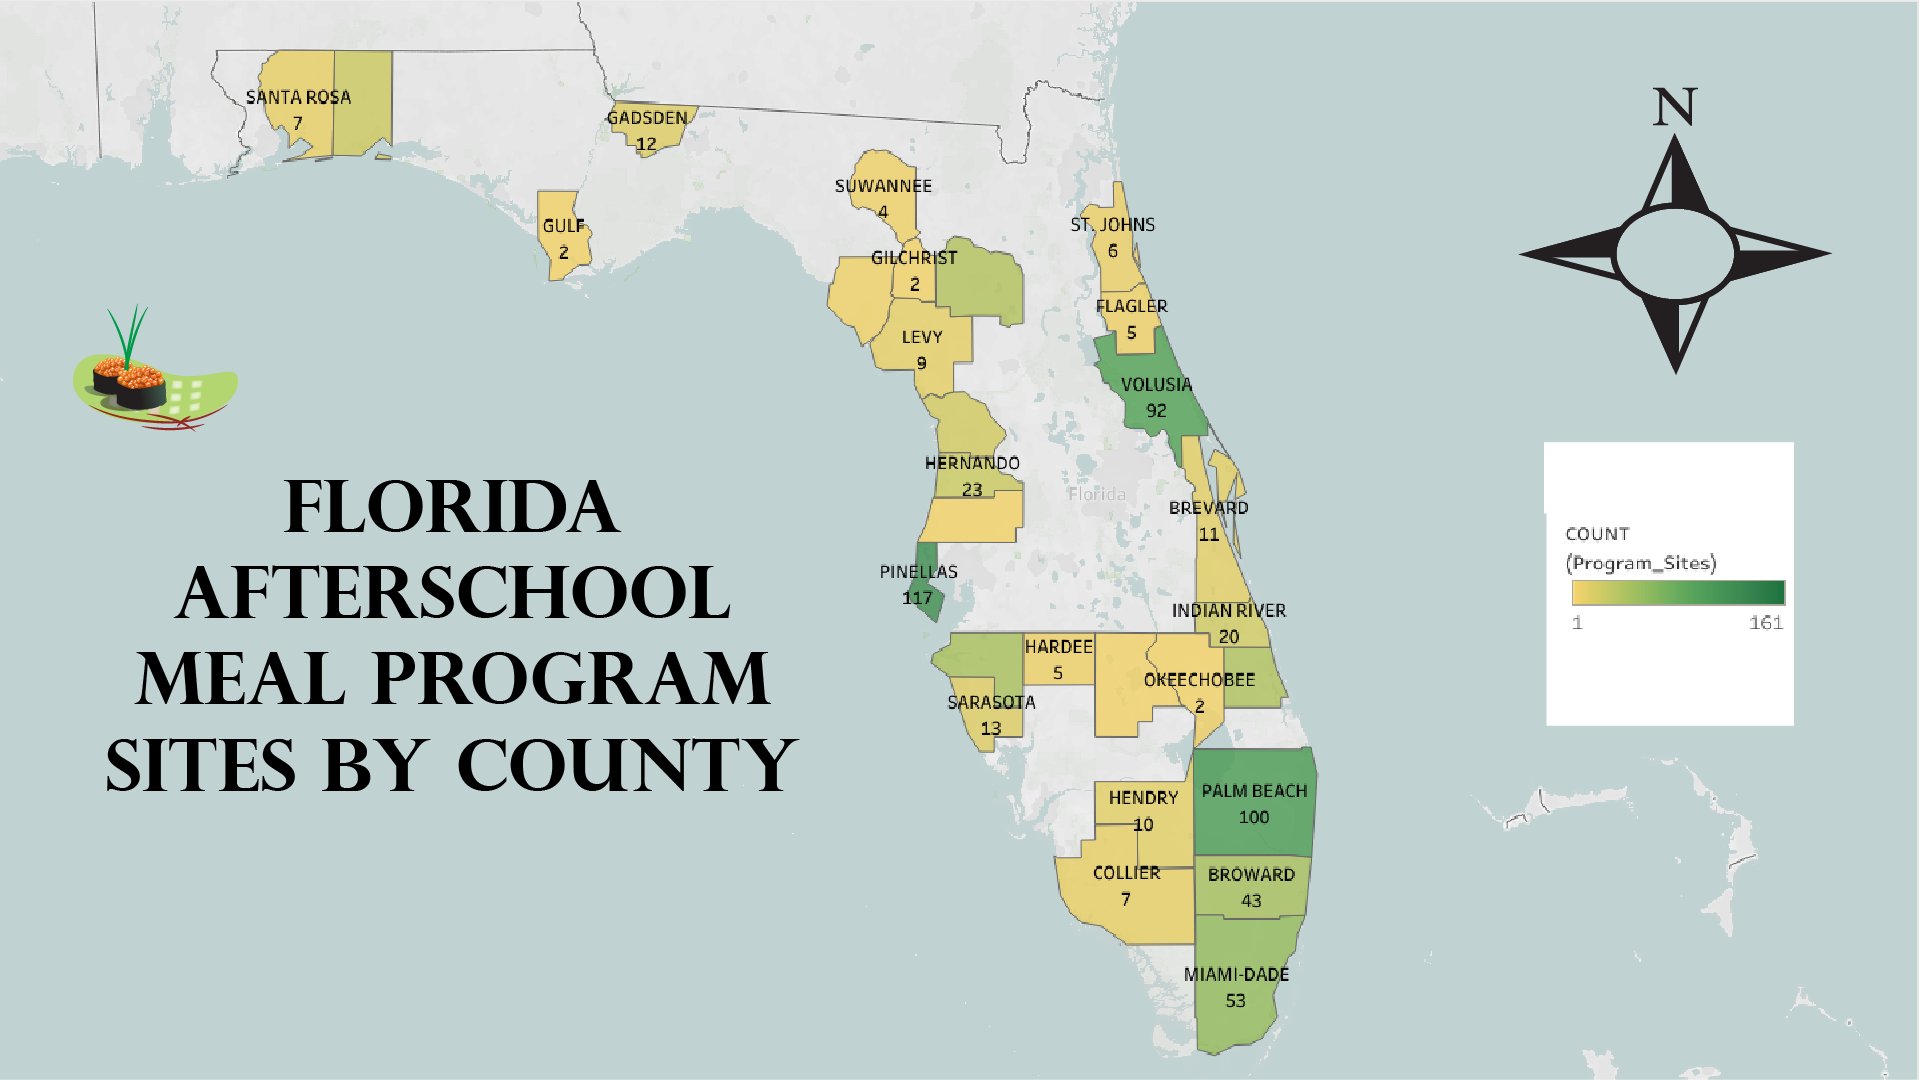 FLORIDA
AFTERSCHOOL
MEAL PROGRAM
SITES BY COUNTY
N
SANTA ROSA
7
GADSDEN
12
GULF
2
SUWANNEE
4
GILCHRIST
2
LEVY
9
ST. JOHNS
6
FLAGLER
5
VOLUSIA
92
HERNANDO
23
Florida
BREVARD
11
PINELLAS
117
INDIAN RIVER
20
HARDEE
5
OKEECHOBEE
2
SARASOTA
13
HENDRY
10
PALM BEACH
100
COLLIER
7
BROWARD
43
MIAMI-DADE
53
COUNT
(Program_Sites)
1 161